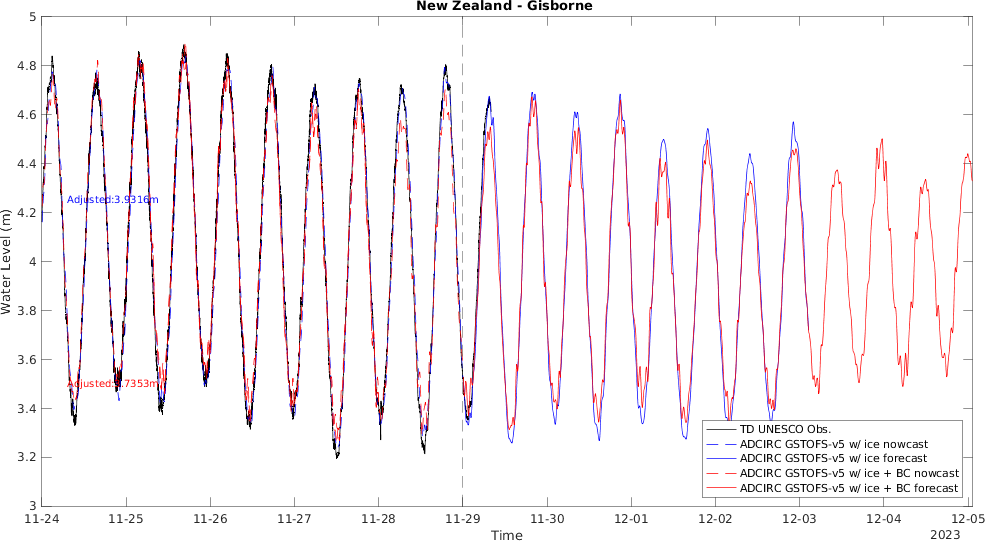 New Zealand - Gisborne
5
4.8
4.6
4.4
4.2
4
3.8
3.6
3.4
3.2
3
Water Level (m)
Adjusted:3.9316m
TD UNESCO Obs.
ADCIRC GSTOFS-v5 w/ ice nowcast
ADCIRC GSTOFS-v5 w/ ice forecast
ADCIRC GSTOFS-v5 w/ ice + BC nowcast
ADCIRC GSTOFS-v5 w/ ice + BC forecast
11-24 11-25 11-26 11-27 11-28 11-29 11-30 12-01 12-02 12-03 12-04 12-05
Time
2023